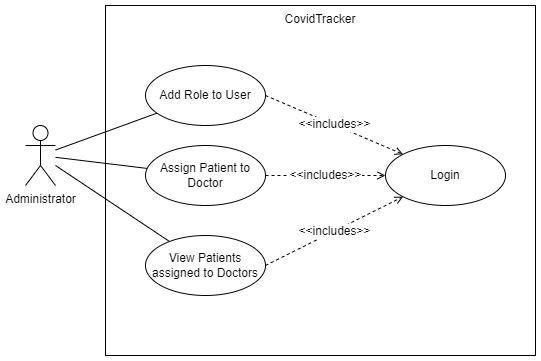 CovidTracker
Add Role to User
<<includes>>
Administrator
Assign Patient to
Doctor
<<includes>>
Login
View Patients
assigned to Doctors
<<includes>>